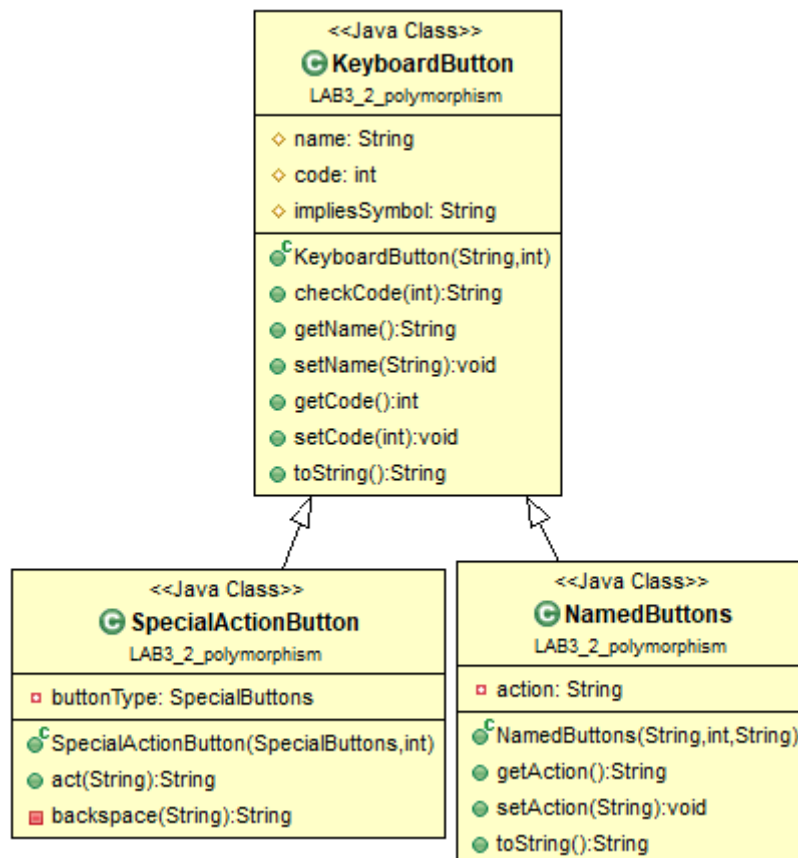 <<Java Class>>
KeyboardButton
LAB3_2_polymorphism
name: String
code: int
impliesSymbol: String
KeyboardButton(String,int)
checkCode(int):String
getName():String
setName(String):void
getCode():int
setCode(int):void
toString():String
<<Java Class>>
SpecialActionButton
LAB3_2_polymorphism
buttonType: SpecialButtons
SpecialActionButton(SpecialButtons,int)
act(String):String
backspace(String):String
<<Java Class>>
NamedButtons
LAB3_2_polymorphism
action: String
NamedButtons(String,int,String)
getAction():String
setAction(String):void
toString():String